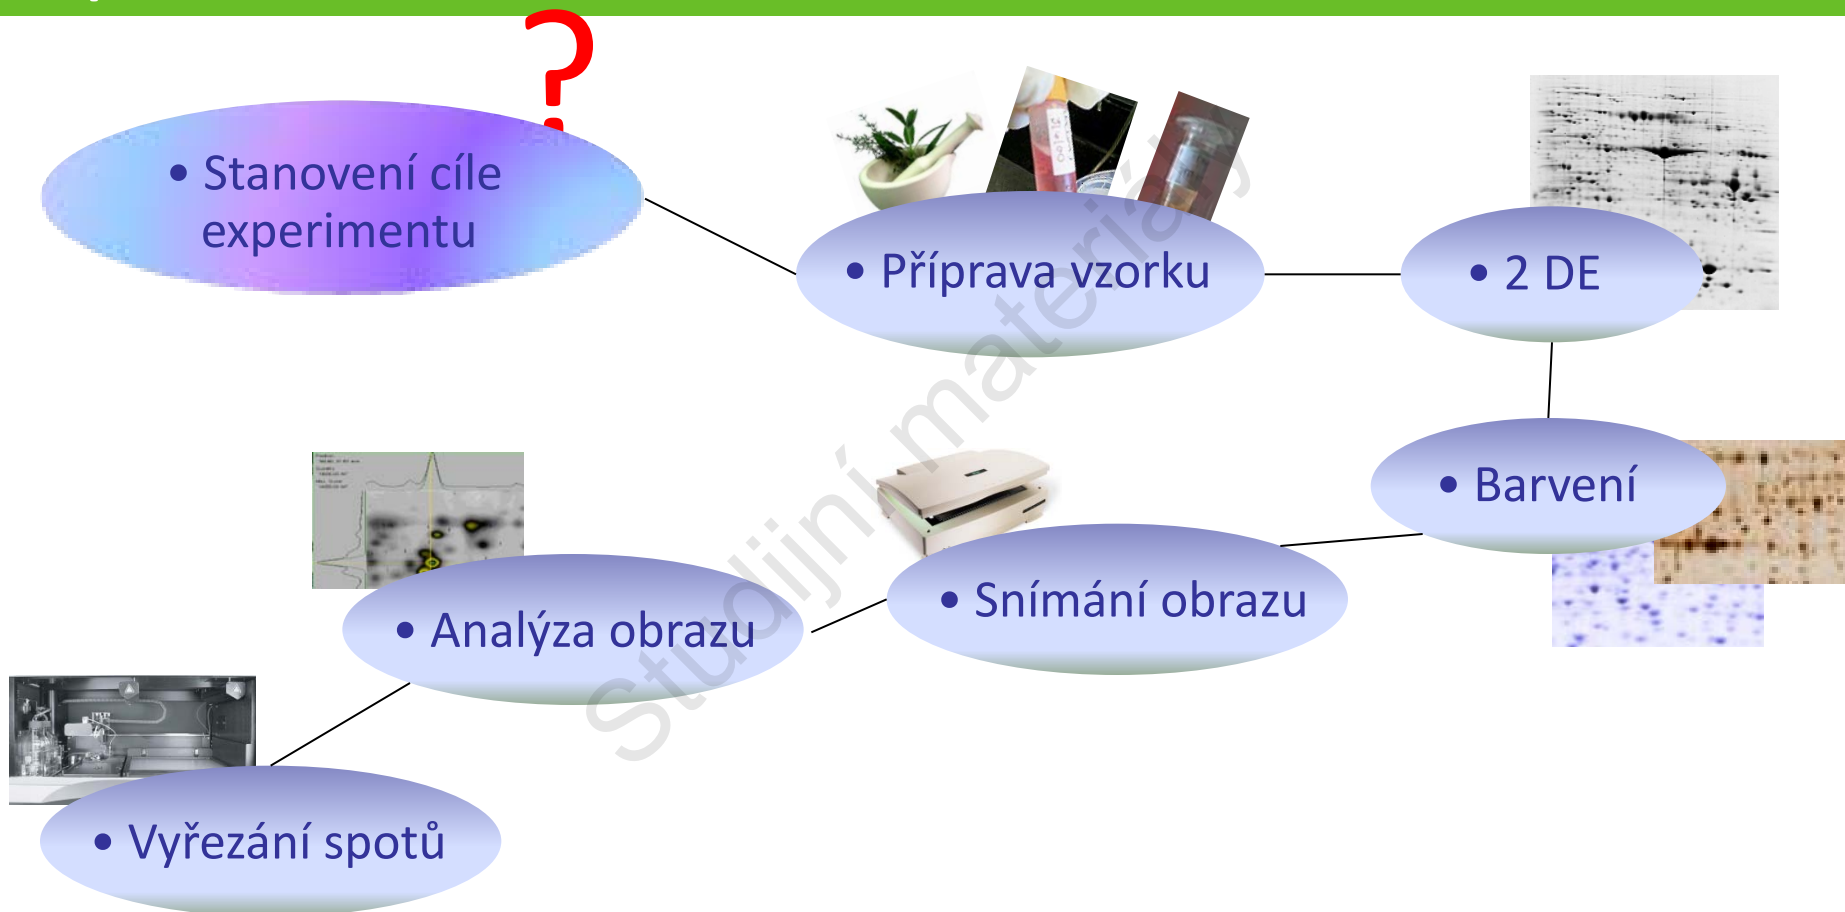 ?
• Stanovení cíle
experimentu
• Příprava vzorku
• 2 DE
• Barvení
• Snímání obrazu
• Analýza obrazu
• Vyřezání spotů
Studijní materiály